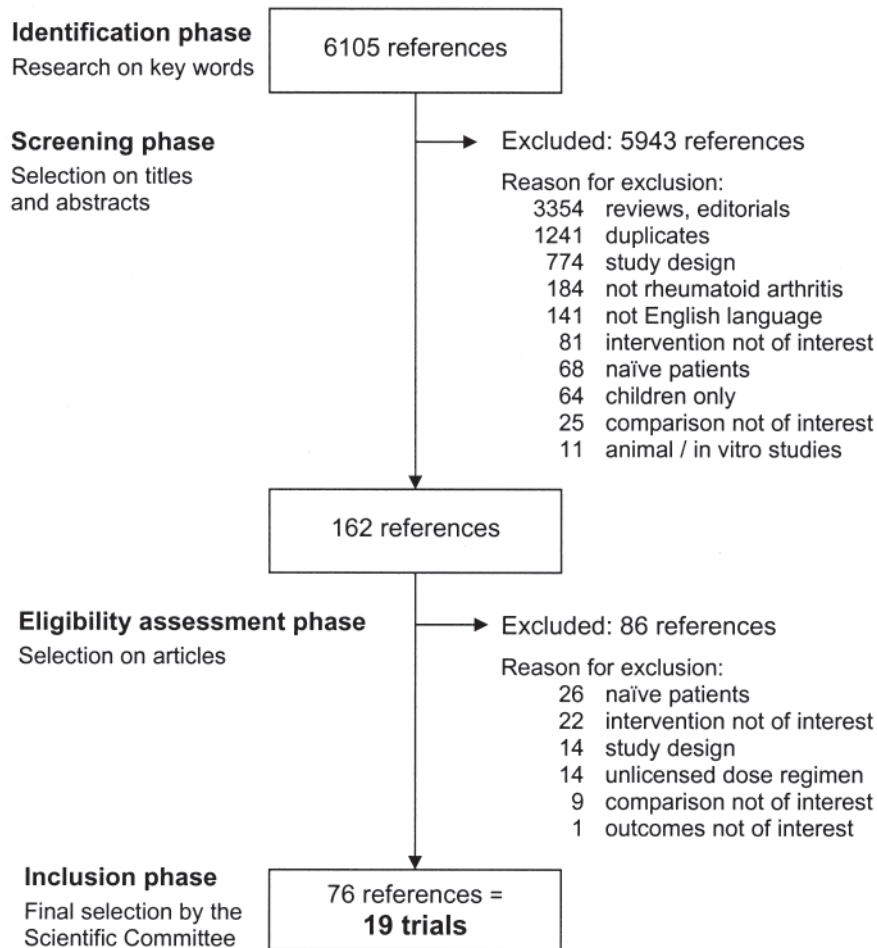 Identification phase
Research on key words
6105 references
Screening phase
Selection on titles
and abstracts
Excluded: 5943 references
Reason for exclusion:
3354 reviews, editorials
1241 duplicates
774 study design
184 not rheumatoid arthritis
141 not English language
81 intervention not of interest
68 naïve patients
64 children only
25 comparison not of interest
11 animal / in vitro studies
162 references
Eligibility assessment phase
Selection on articles
Excluded: 86 references
Reason for exclusion:
26 naïve patients
22 intervention not of interest
14 study design
14 unlicensed dose regimen
9 comparison not of interest
1 outcomes not of interest
Inclusion phase
Final selection by the
Scientific Committee
76 references =
19 trials